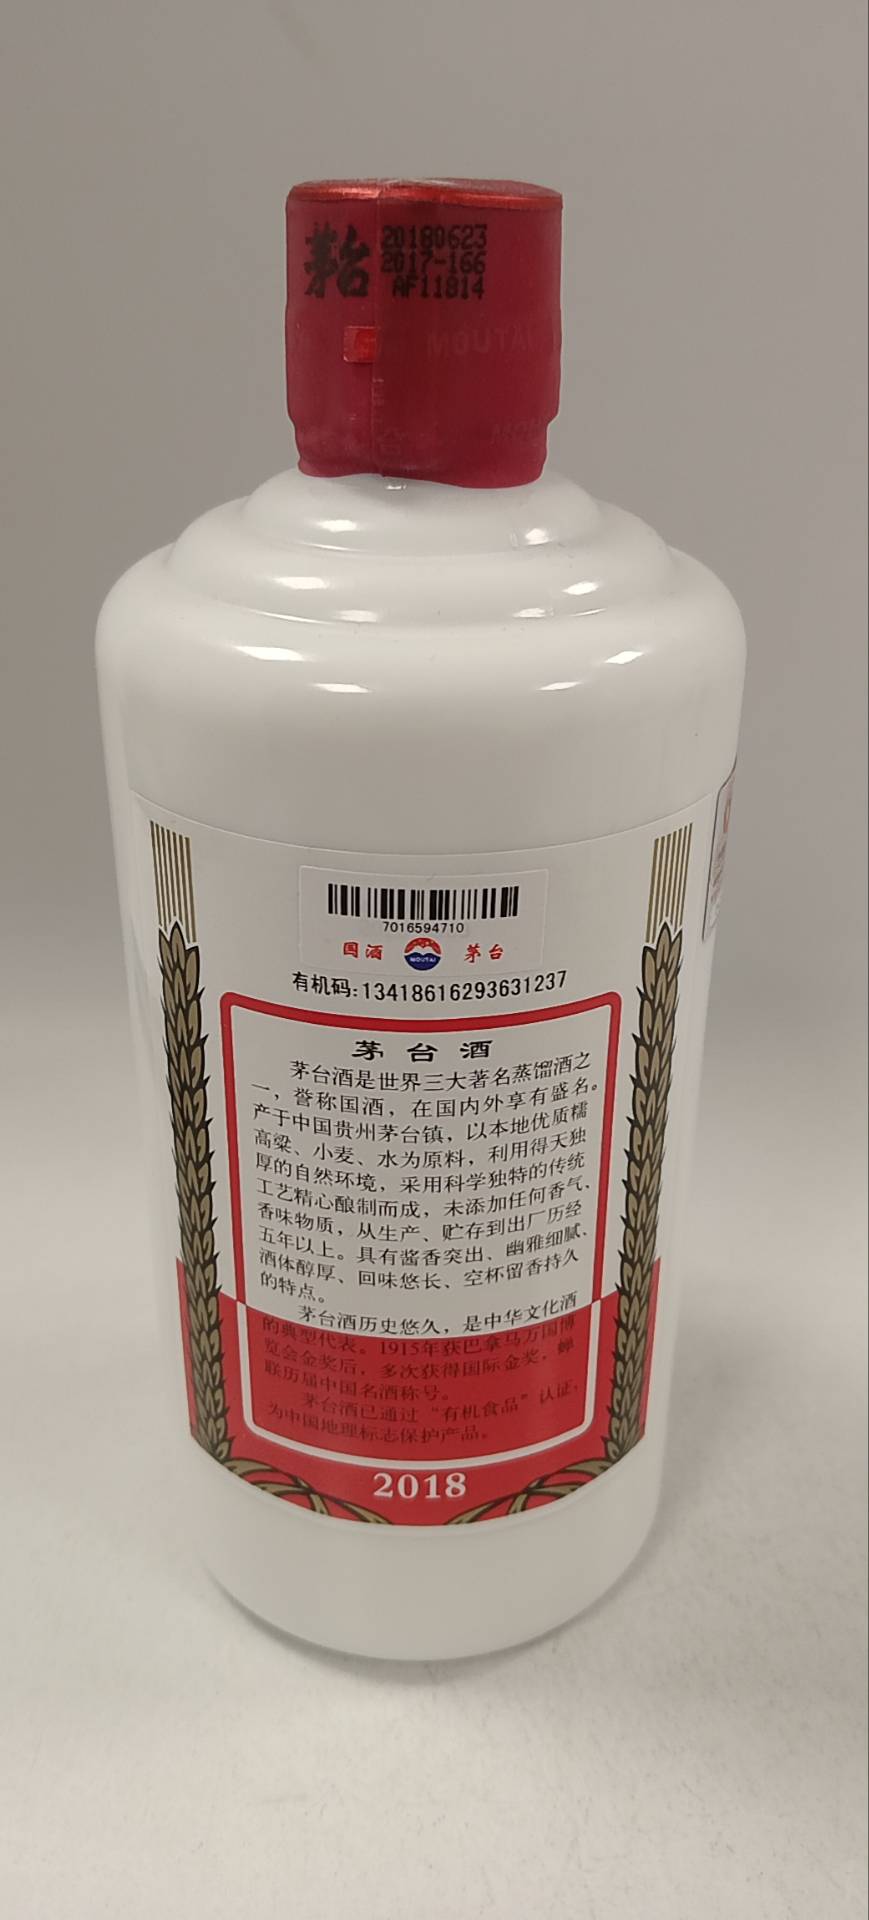 茅台
20180623
2017-166
AF11814
MOUTAI
7016594710
国酒 MOUTAI 茅台
有机码:13418616293631237
茅台酒
茅台酒是世界三大著名蒸馏酒之
一，誉称国酒，在国内外享有盛名。
产于中国贵州茅台镇，以本地优质糯
高粱、小麦、水为原料，利用得天独
厚的自然环境，采用科学独特的传统
工艺精心酿制而成，未添加任何香气、
香味物质，从生产、贮存到出厂历经
五年以上。具有酱香突出、幽雅细腻、
酒体醇厚、回味悠长、空杯留香持久
的特点。
茅台酒历史悠久，是中华文化酒
的典型代表。1915年获巴拿马万国博
览会金奖后，多次获得国际金奖，蝉
联历届中国名酒称号。
茅台酒已通过“有机食品”认证，
为中国地理标志保护产品。
2018